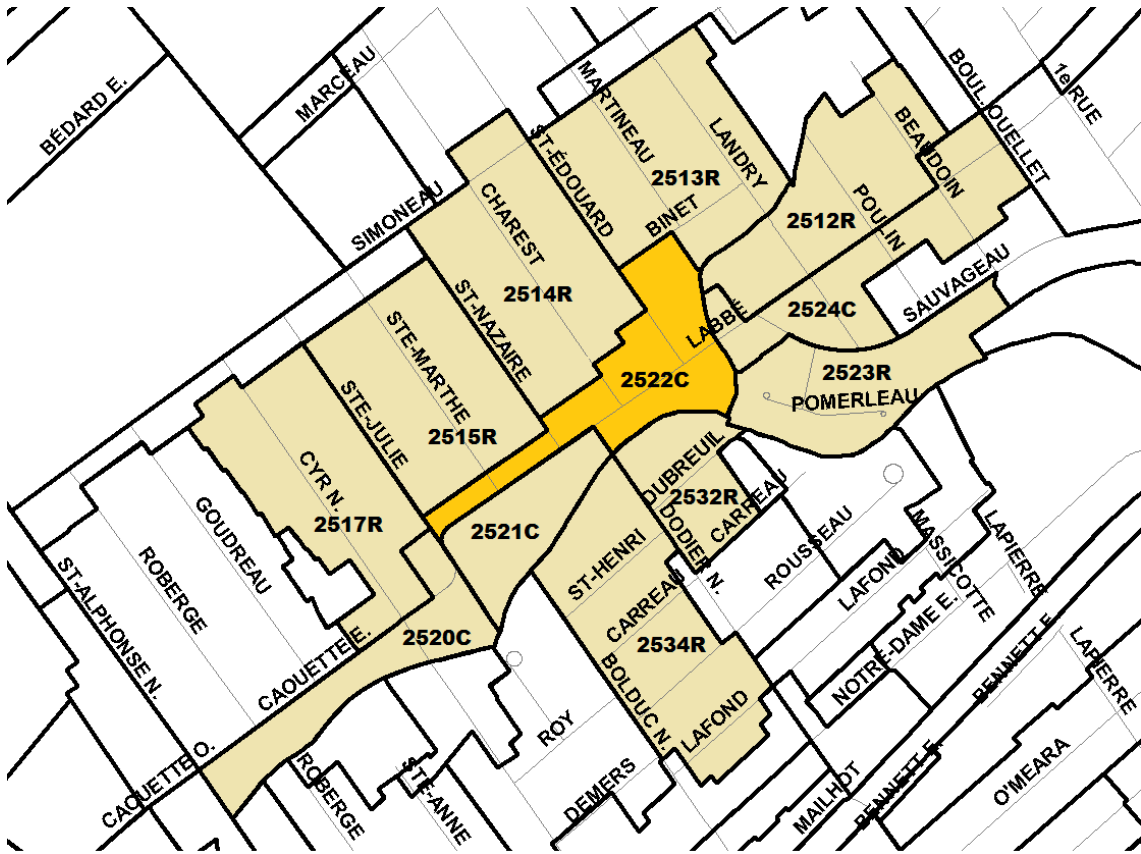 BÉDARD E.
MARCEAU
SIMONEAU
MARTINEAU
LANDRY
ST-ÉDOUARD
BINET
2513R
BOUL. OUELLET
1e RUE
BEAUDOIN
POULIN
2512R
CHAREST
2514R
ST-NAZAIRE
SAUVAGEAU
2524C
LABBÉ
2522C
2523R
POMERLEAU
STE-MARTHE
2515R
STE-JULIE
CYR N.
2517R
GOUDREAU
ROBERGE
ST-ALPHONSE N.
2521C
DUBREUIL
2532R
DODIER N.
CARREAU
ROUSSEAU
ST-HENRI
CARREAU
2534R
BOLDUC N.
LAFOND
LAFOND
MASSICOTTE
LAPIERRE
NOTRE-DAME E.
BENNETT E.
LAPIERRE
2520C
CAOUETTE E.
CAOUETTE O.
ROBERGE
STE-ANNE
ROY
DEMERS
MAILHOT
BENNETT E.
O'MEARA